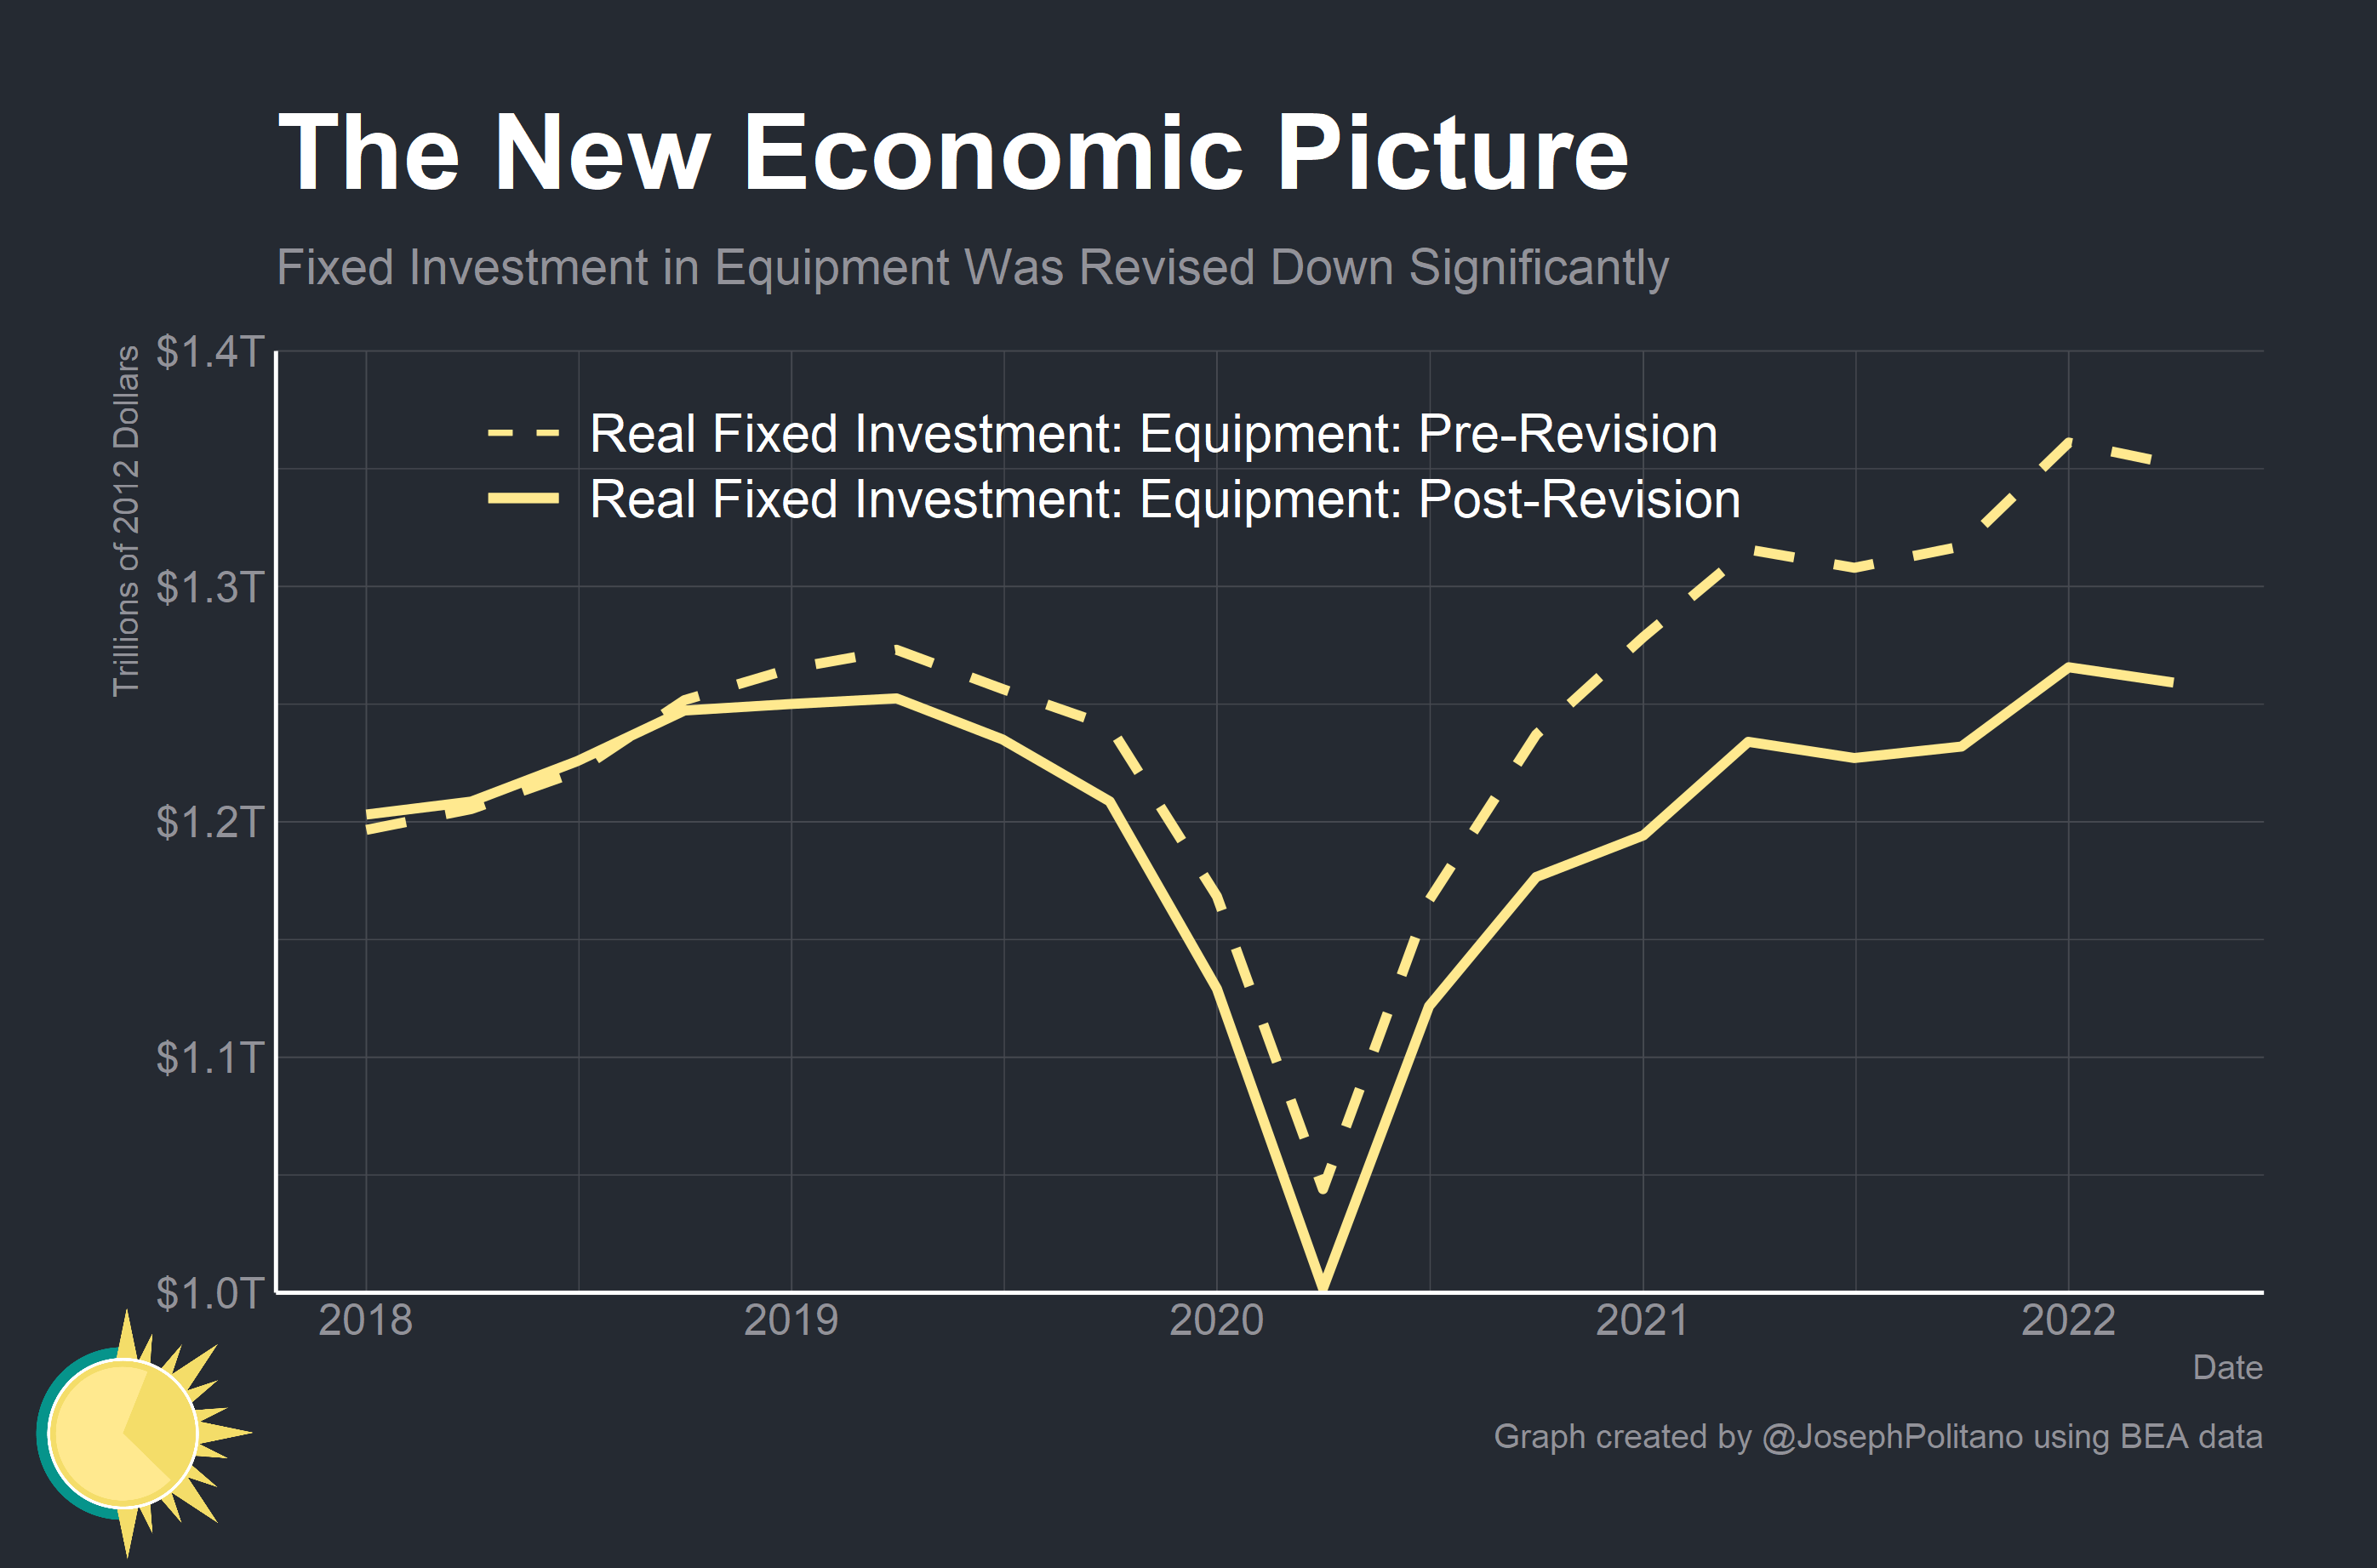 The New Economic Picture
Fixed Investment in Equipment Was Revised Down Significantly
Trillions of 2012 Dollars
$1.4T
$1.3T
$1.2T
$1.1T
$1.0T
Real Fixed Investment: Equipment: Pre-Revision
Real Fixed Investment: Equipment: Post-Revision
2018 2019 2020 2021 2022
Date
Graph created by @JosephPolitano using BEA data